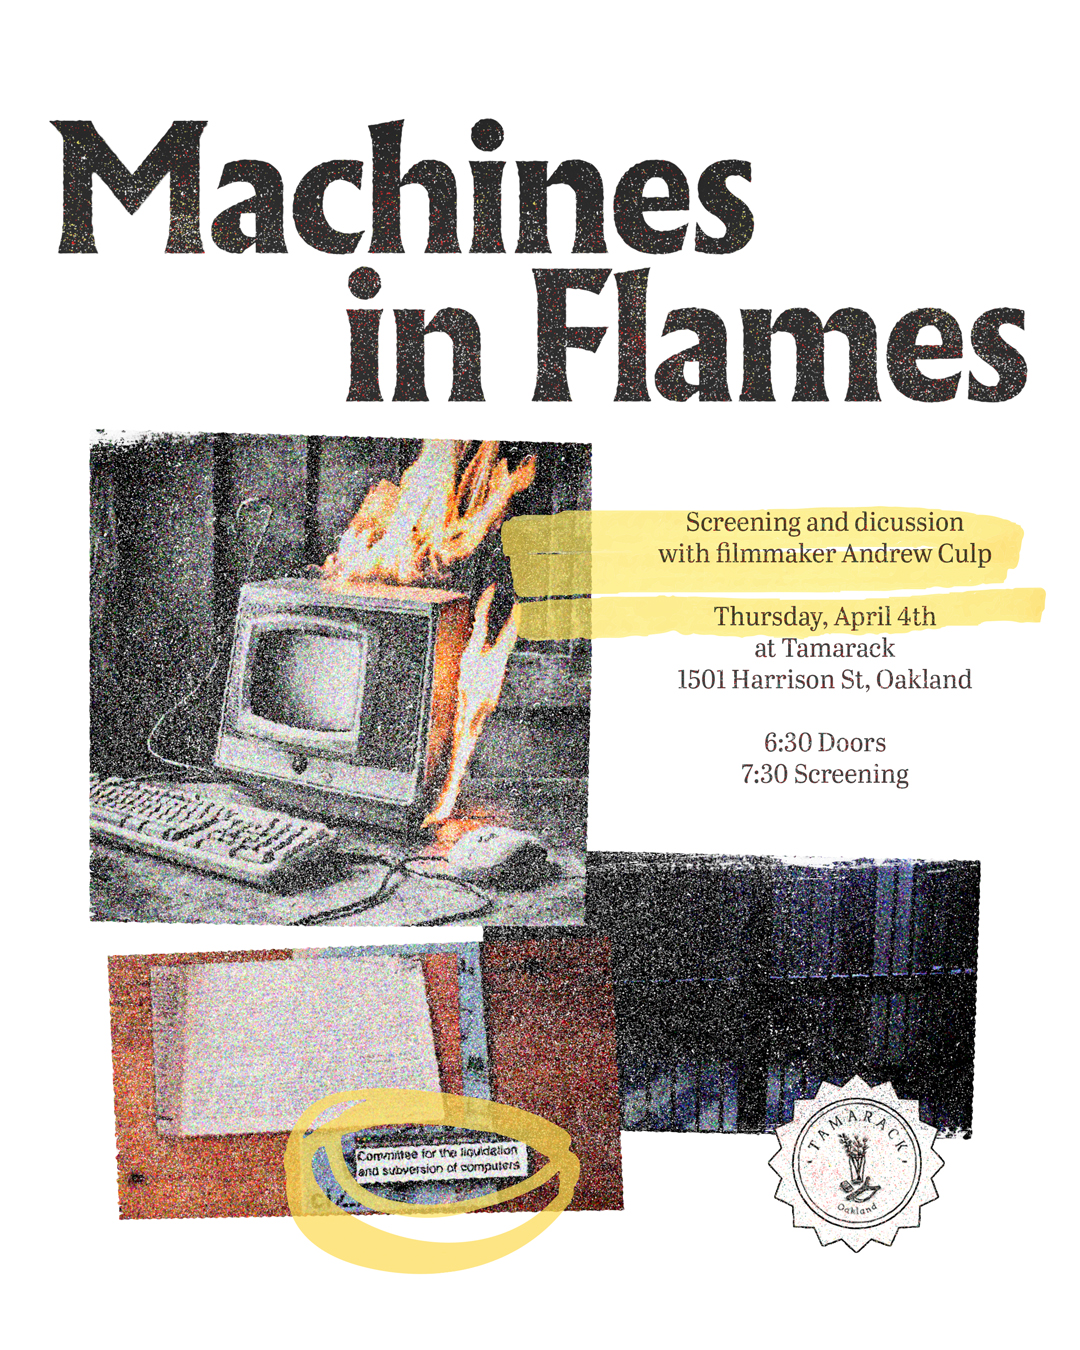 Machines
in Flames
Screening and dicussion
with filmmaker Andrew Culp
Thursday, April 4th
at Tamarack
1501 Harrison St, Oakland
6:30 Doors
7:30 Screening
Committee for the liquidation
and subversion of computers
TAMARACK
Oakland